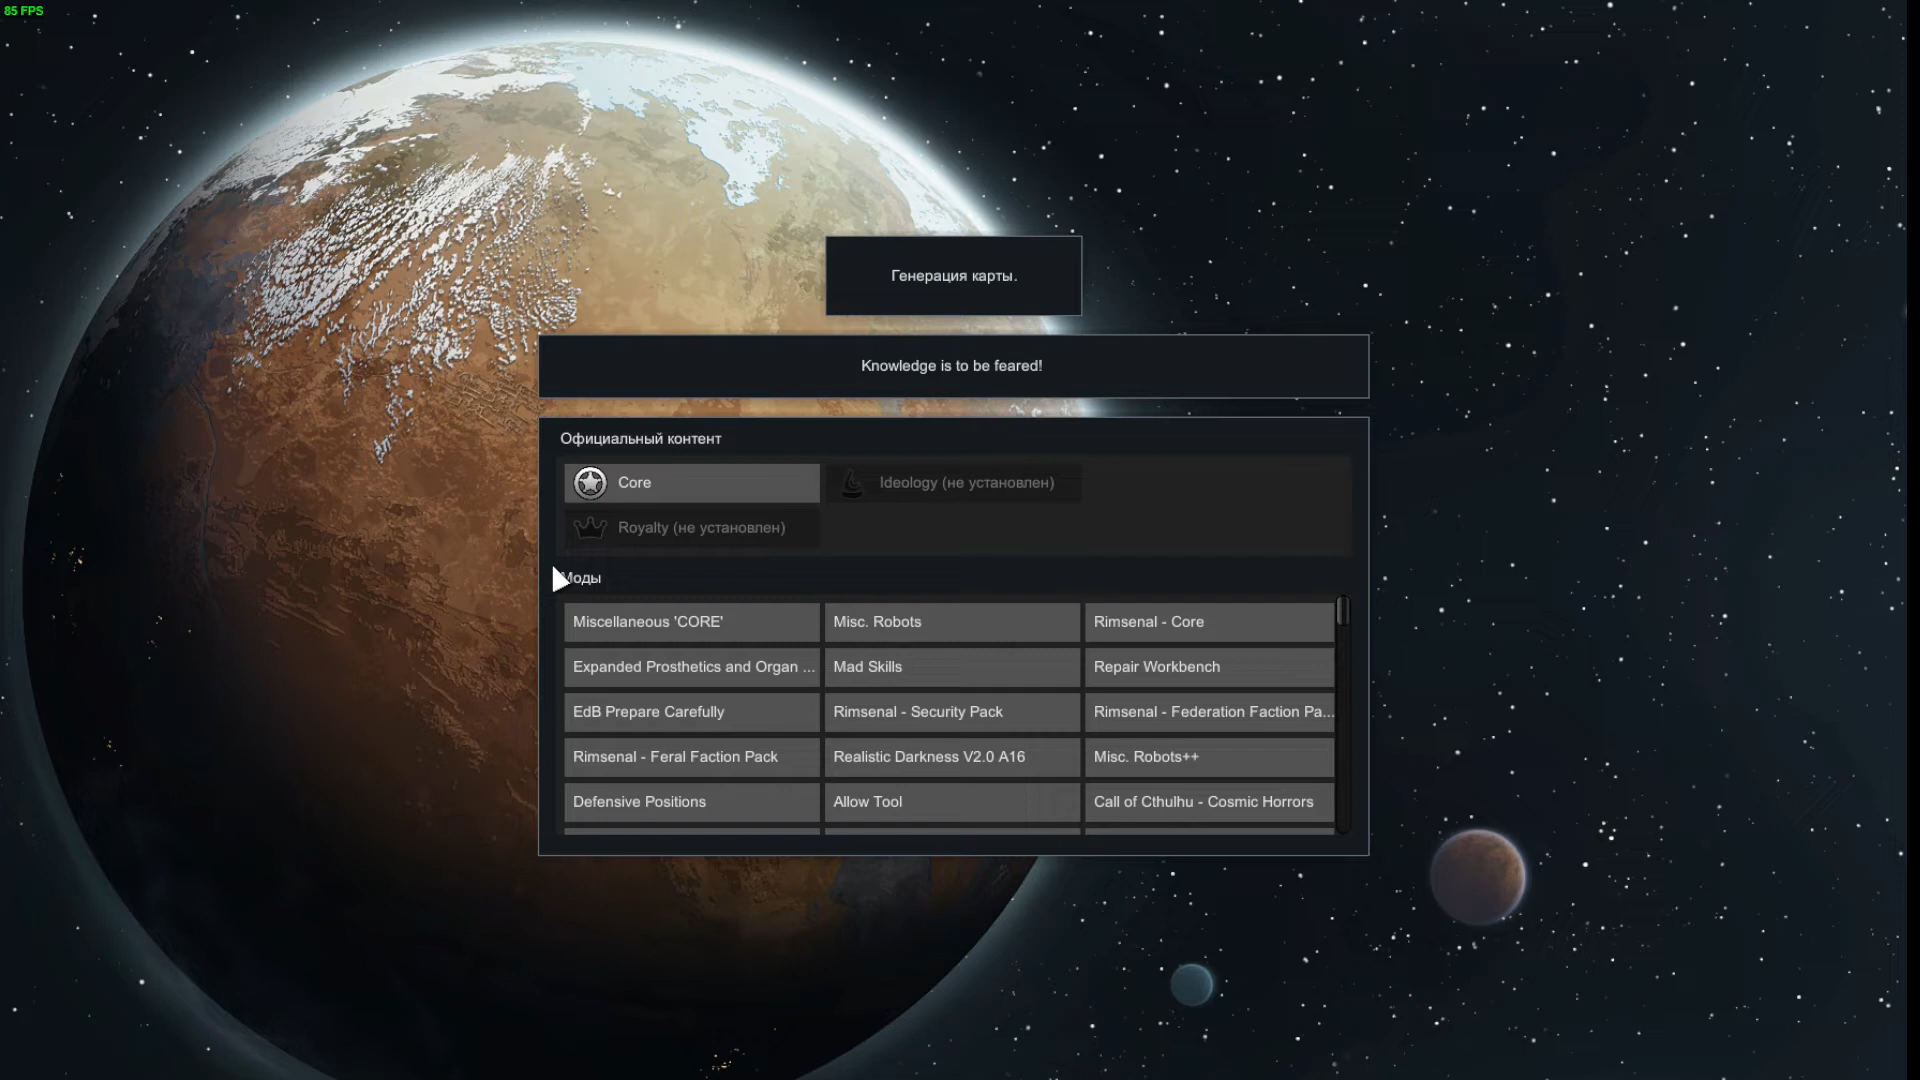 85 FPS
Генерация карты.
Knowledge is to be feared!
Официальный контент
Core
Ideology (не установлен)
Royalty (не установлен)
Моды
Miscellaneous 'CORE'
Misc. Robots
Rimsenal - Core
Expanded Prosthetics and Organ ...
Mad Skills
Repair Workbench
EdB Prepare Carefully
Rimsenal - Security Pack
Rimsenal - Federation Faction Pa...
Rimsenal - Feral Faction Pack
Realistic Darkness V2.0 A16
Misc. Robots++
Defensive Positions
Allow Tool
Call of Cthulhu - Cosmic Horrors